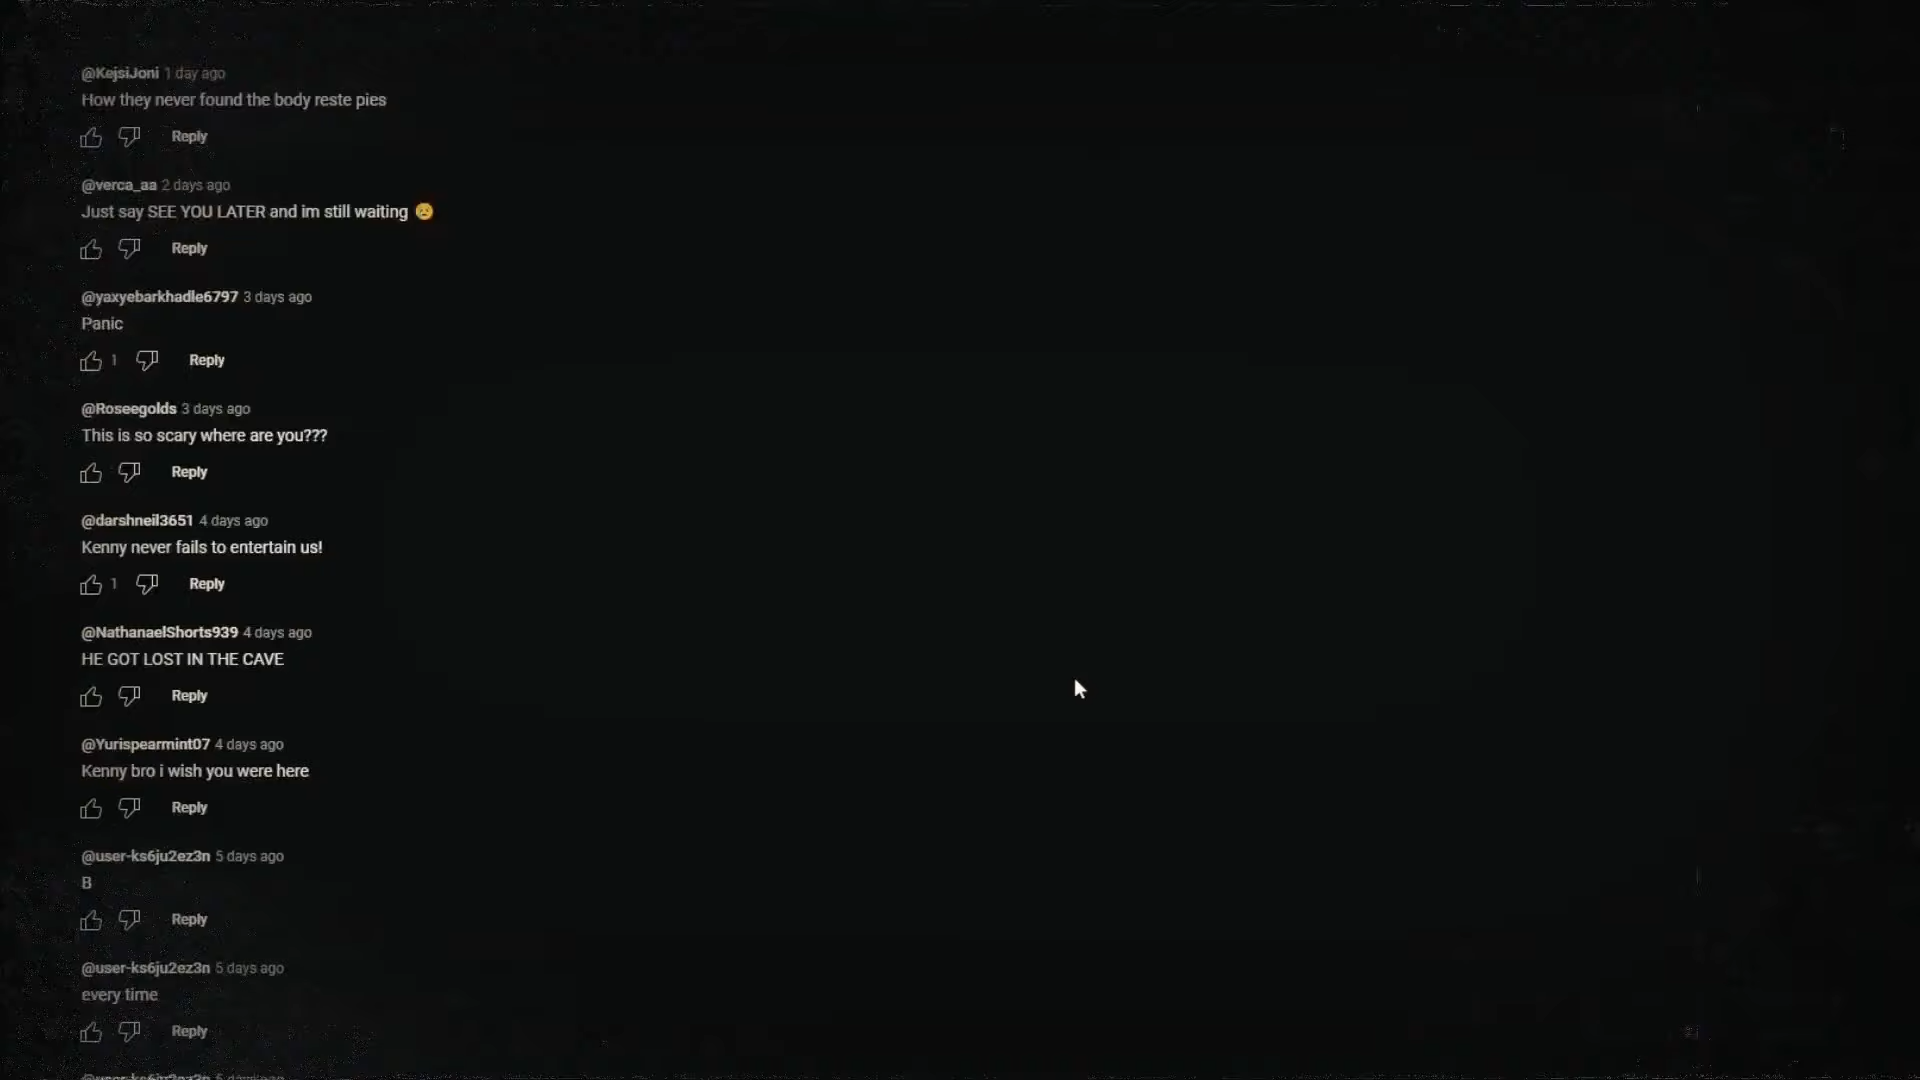 @KejsiJoni 1 day ago
How they never found the body reste pies
Reply
@verca_aa 2 days ago
Just say SEE YOU LATER and im still waiting 😢
Reply
@yaxyebarkhadle6797 3 days ago
Panic
1 Reply
@Roseegolds 3 days ago
This is so scary where are you???
Reply
@darshneil3651 4 days ago
Kenny never fails to entertain us!
1 Reply
@NathanaelShorts939 4 days ago
HE GOT LOST IN THE CAVE
Reply
@Yurispearmint07 4 days ago
Kenny bro i wish you were here
Reply
@user-ks6ju2ez3n 5 days ago
B
Reply
@user-ks6ju2ez3n 5 days ago
every time
Reply